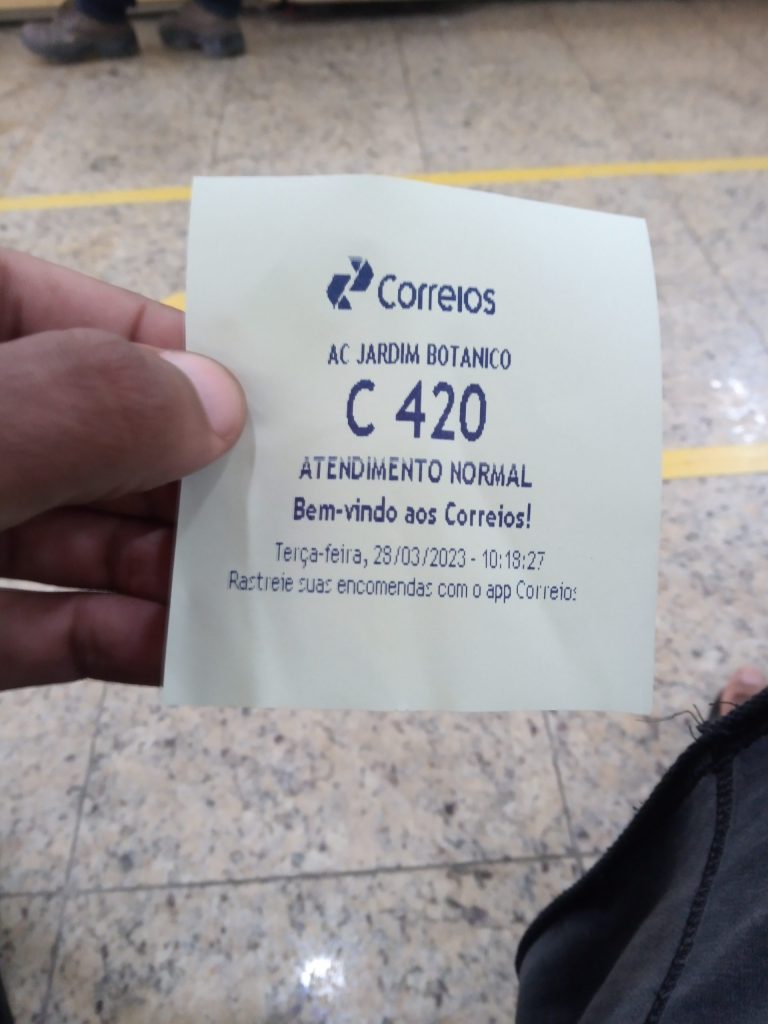 Correios
AC JARDIM BOTANICO
C 420
ATENDIMENTO NORMAL
Bem-vindo aos Correios!
Terça-feira, 28/03/2023 - 10:18:27
Rastreie suas encomendas com o app Correios